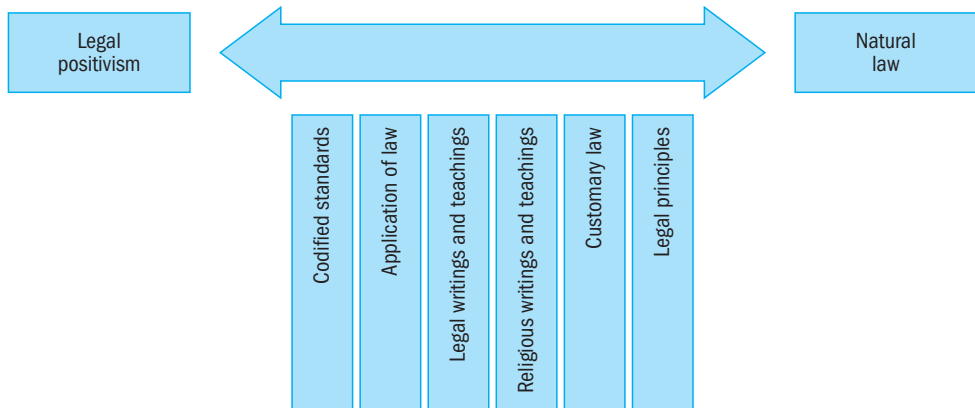 Legal
positivism
Natural
law
Codified standards
Application of law
Legal writings and teachings
Religious writings and teachings
Customary law
Legal principles